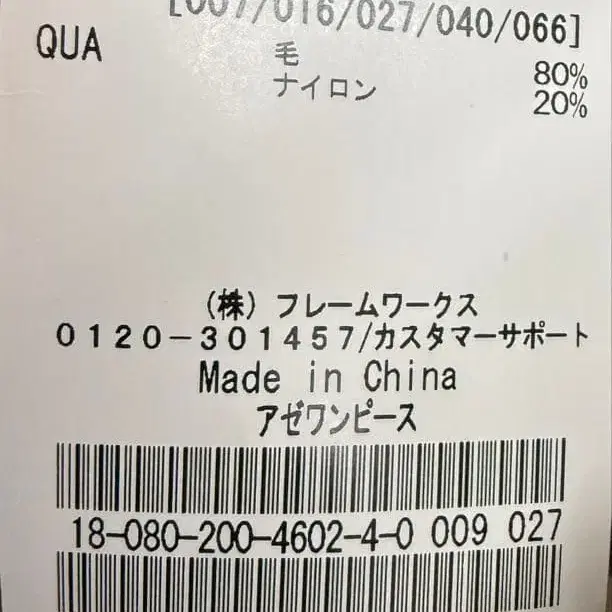 [007/016/027/040/066]
QUA
毛 80%
ナイロン 20%
(株) フレームワークス
0120-301457/カスタマーサポート
Made in China
アゼワンピース
18-080-200-4602-4-0 009 027